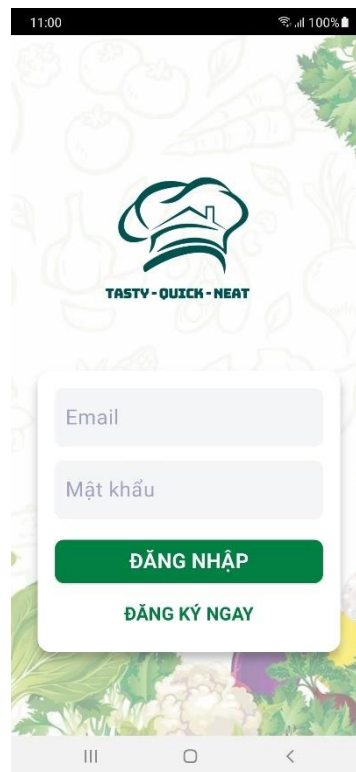 11:00
100%
TASTY - QUICK - NEAT
Email
Mật khẩu
ĐĂNG NHẬP
ĐĂNG KÝ NGAY